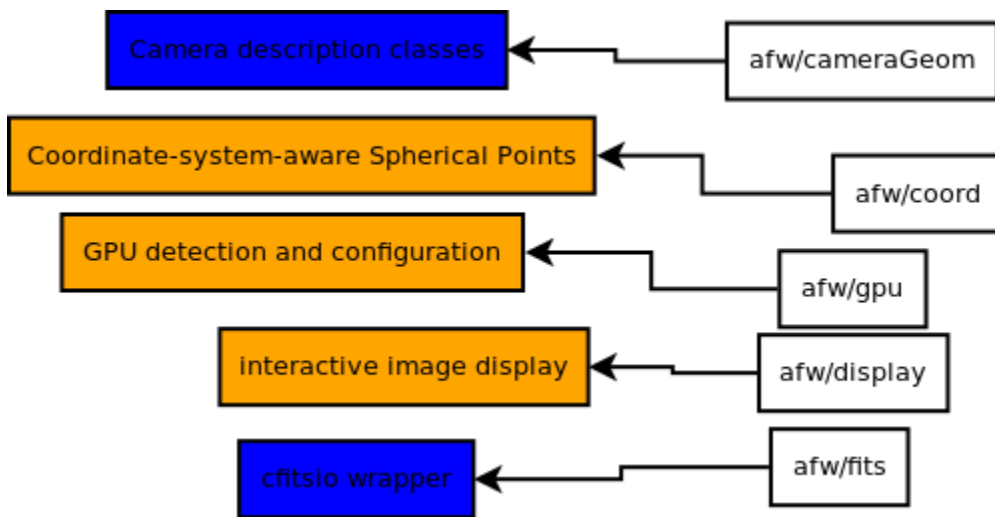 Camera description classes
afw/cameraGeom
Coordinate-system-aware Spherical Points
afw/coord
GPU detection and configuration
afw/gpu
interactive image display
afw/display
cfitsio wrapper
afw/fits